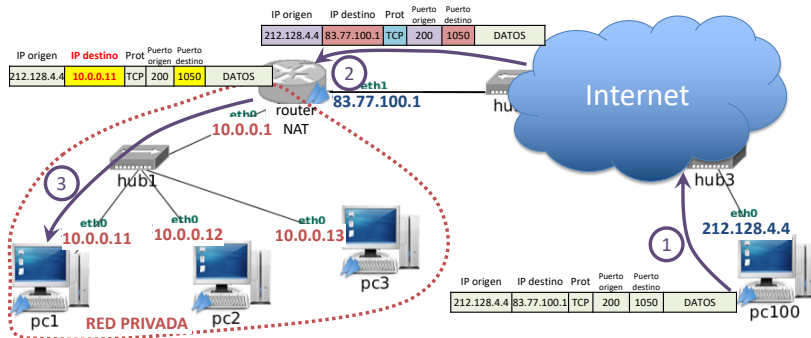 IP origen IP destino Prot Puerto origen Puerto destino
212.128.4.4 83.77.100.1 TCP 200 1050 DATOS
IP origen IP destino Prot Puerto origen Puerto destino
212.128.4.4 10.0.0.11 TCP 200 1050 DATOS
2
eth1
83.77.100.1
Internet
router
NAT
eth0
10.0.0.1
3
hub1
hub3
eth0
10.0.0.11
eth0
10.0.0.12
eth0
10.0.0.13
1
eth0
212.128.4.4
pc1
RED PRIVADA
pc2
pc3
IP origen IP destino Prot Puerto origen Puerto destino
212.128.4.4 83.77.100.1 TCP 200 1050 DATOS
pc100